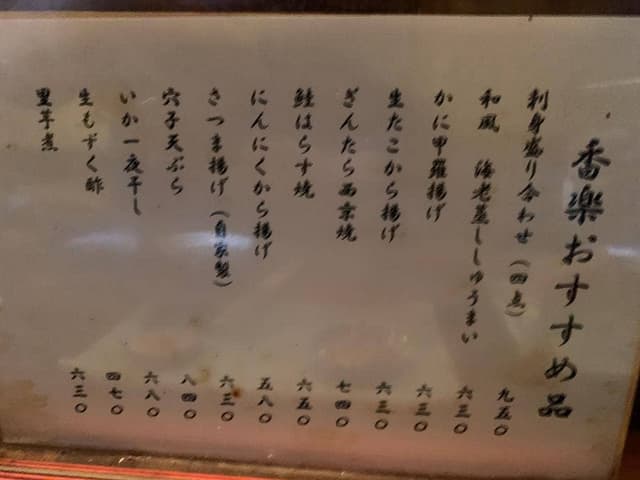 香楽おすすめ品
刺身盛り合わせ（四点） 九五〇
和風 海老蒸ししゅうまい 六三〇
かに甲羅揚げ 六三〇
生たこから揚げ 六三〇
ぎんたら西京焼 七四〇
鮭はらす焼 六五〇
にんにくから揚げ 五八〇
さつま揚げ（自家製） 六三〇
穴子天ぷら 八四〇
いか一夜干し 六八〇
生もずく酢 四七〇
里芋煮 六三〇